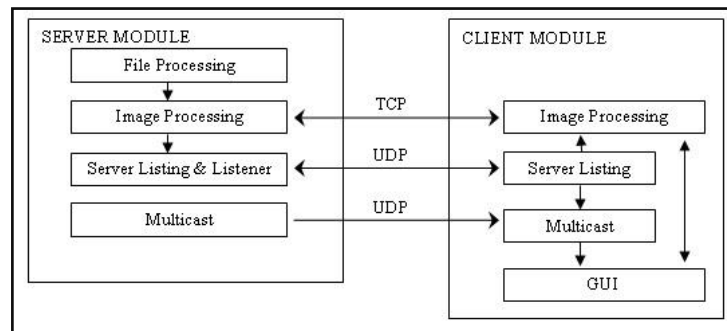 SERVER MODULE
File Processing
Image Processing
Server Listing & Listener
Multicast
TCP
UDP
UDP
CLIENT MODULE
Image Processing
Server Listing
Multicast
GUI